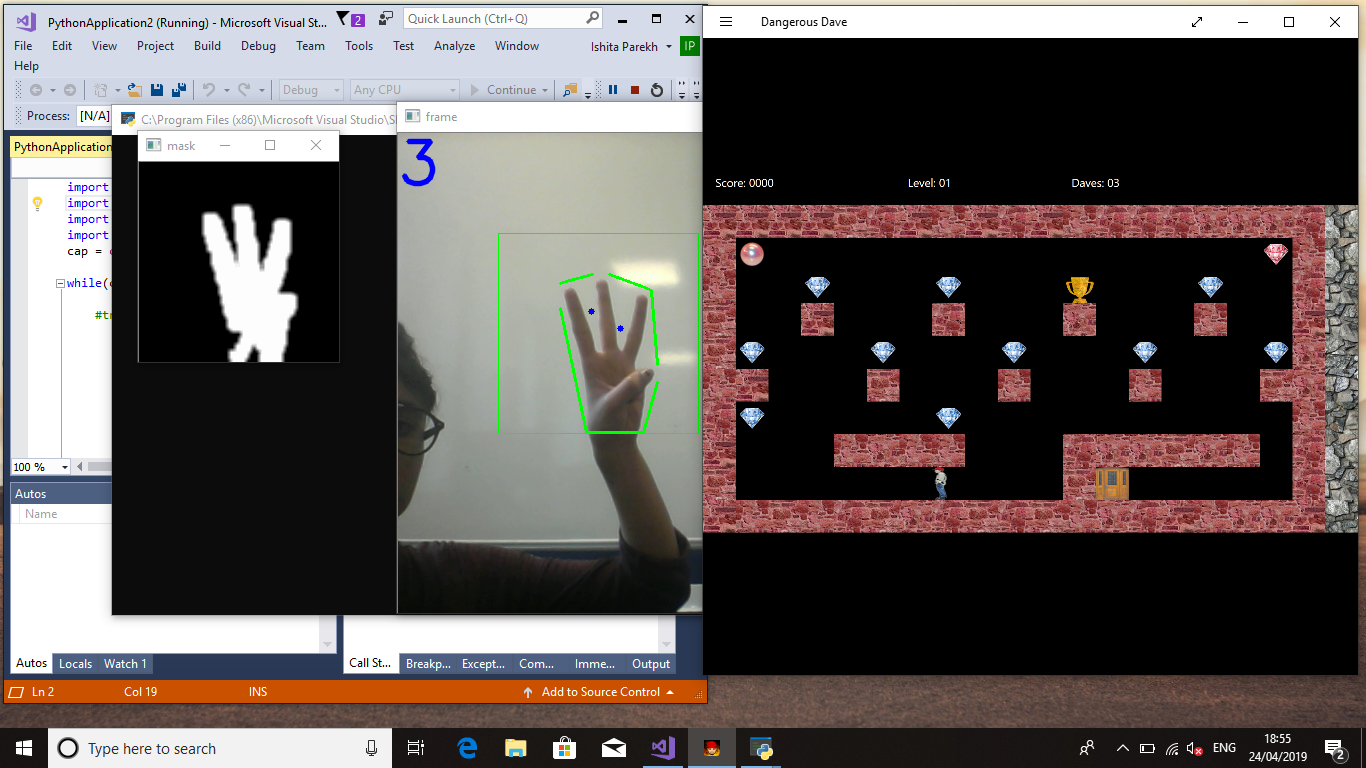 PythonApplication2 (Running) - Microsoft Visual St...
2
Quick Launch (Ctrl+Q)
File Edit View Project Build Debug Team Tools Test Analyze Window
Ishita Parekh
IP
Help
Debug
Any CPU
Continue
Process: [N/A]
C:\Program Files (x86)\Microsoft Visual Studio\S
frame
mask
PythonApplication
import
import
import
import
cap =
while(
100 %
Autos
Name
Autos Locals Watch 1
Call St... Breakp... Except... Com... Imme... Output
Ln 2 Col 19 INS
Add to Source Control
3
Dangerous Dave
Score: 0000 Level: 01 Daves: 03
Type here to search
ENG
18:55
24/04/2019
2